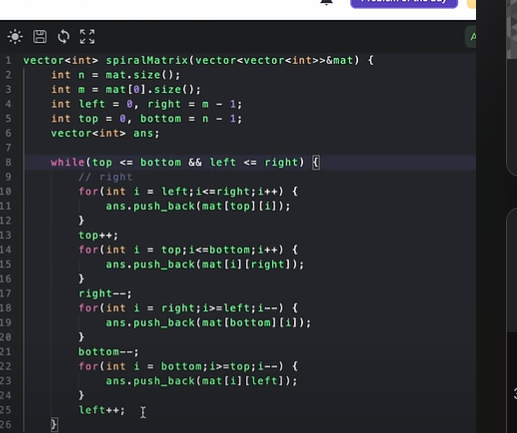 Problem of the day
1 vector<int> spiralMatrix(vector<vector<int>>&mat) {
2     int n = mat.size();
3     int m = mat[0].size();
4     int left = 0, right = m - 1;
5     int top = 0, bottom = n - 1;
6     vector<int> ans;
7
8     while(top <= bottom && left <= right) {
9         // right
10         for(int i = left;i<=right;i++) {
11             ans.push_back(mat[top][i]);
12         }
13         top++;
14         for(int i = top;i<=bottom;i++) {
15             ans.push_back(mat[i][right]);
16         }
17         right--;
18         for(int i = right;i>=left;i--) {
19             ans.push_back(mat[bottom][i]);
20         }
21         bottom--;
22         for(int i = bottom;i>=top;i--) {
23             ans.push_back(mat[i][left]);
24         }
25         left++;
26     }